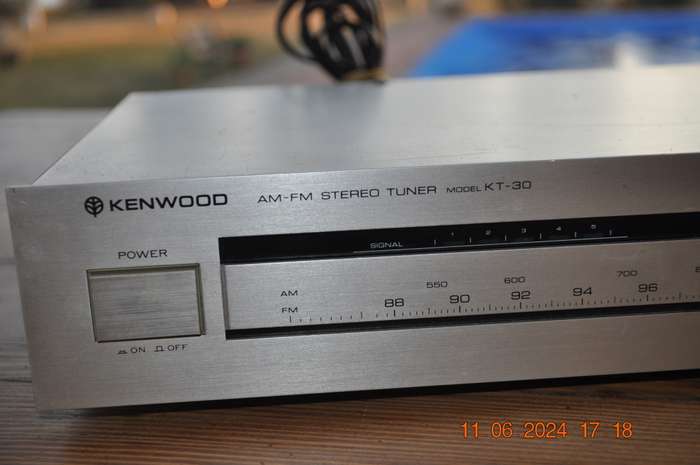 KENWOOD AM-FM STEREO TUNER MODEL KT-30
POWER
SIGNAL 1 2 3 4 5
AM 550 600 700
FM 88 90 92 94 96
ON OFF
11 06 2024 17 18